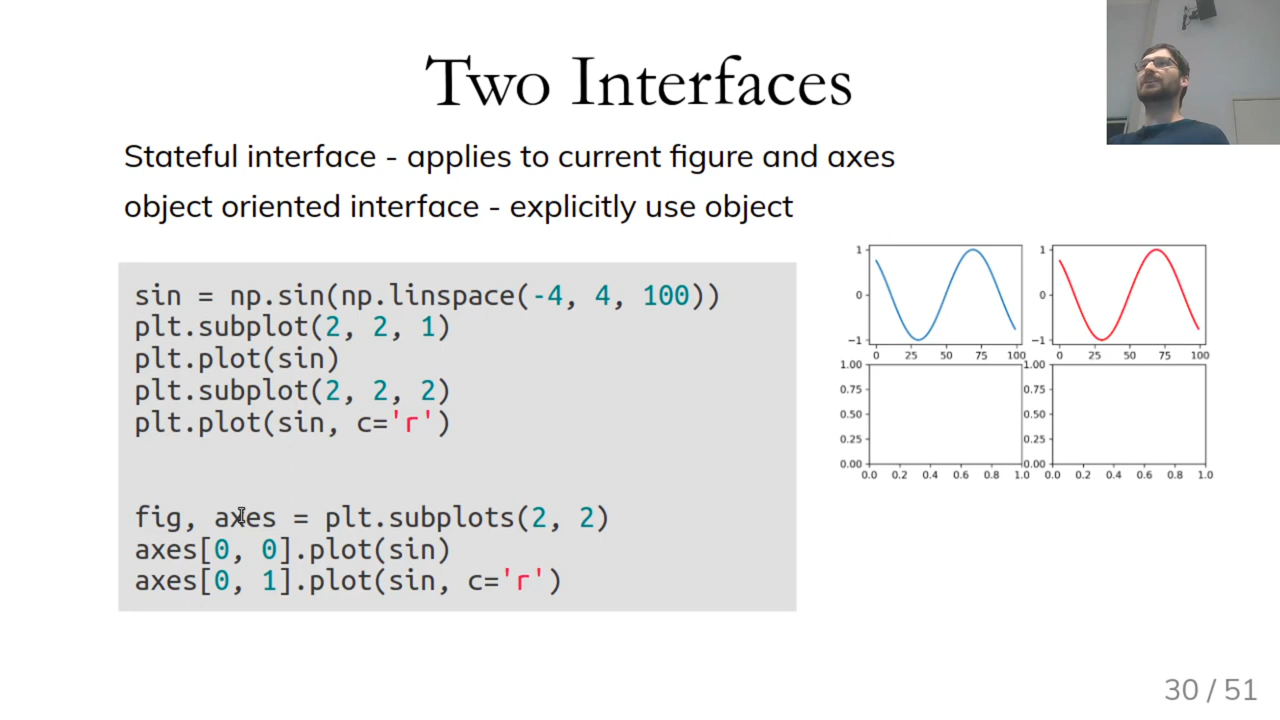 Two Interfaces
Stateful interface - applies to current figure and axes
object oriented interface - explicitly use object
sin = np.sin(np.linspace(-4, 4, 100))
plt.subplot(2, 2, 1)
plt.plot(sin)
plt.subplot(2, 2, 2)
plt.plot(sin, c='r')
fig, axes = plt.subplots(2, 2)
axes[0, 0].plot(sin)
axes[0, 1].plot(sin, c='r')
1
0
−1
0 25 50 75 100
1
0
−1
0 25 50 75 100
1.00
0.75
0.50
0.25
0.00
0.0 0.2 0.4 0.6 0.8 1.0
1.00
0.75
0.50
0.25
0.00
0.0 0.2 0.4 0.6 0.8 1.0
30 / 51